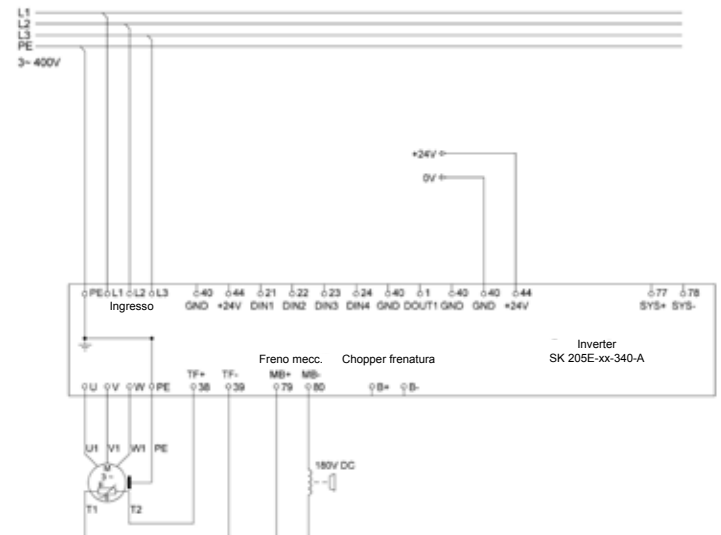 L1
L2
L3
PE
3~ 400V
+24V
0V
PE L1 L2 L3 40 44 21 22 23 24 40 1 40 40 44 77 78
Ingresso GND +24V DIN1 DIN2 DIN3 DIN4 GND DOUT1 GND GND +24V SYS+ SYS-
Inverter
SK 205E-xx-340-A
Freno mecc. Chopper frenatura
TF+ TF- MB+ MB-
U V W PE 38 39 79 80 B+ B-
U1 V1 W1 PE
M
3~
180V DC
T1 T2